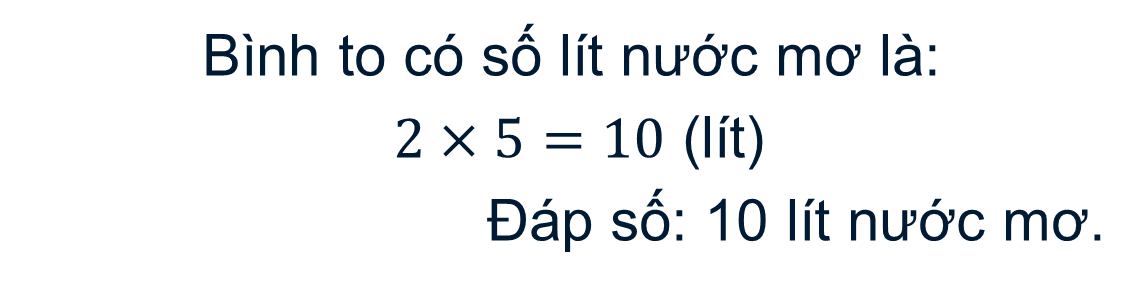 Bình to có số lít nước mơ là:
2 × 5 = 10 (lít)
Đáp số: 10 lít nước mơ.